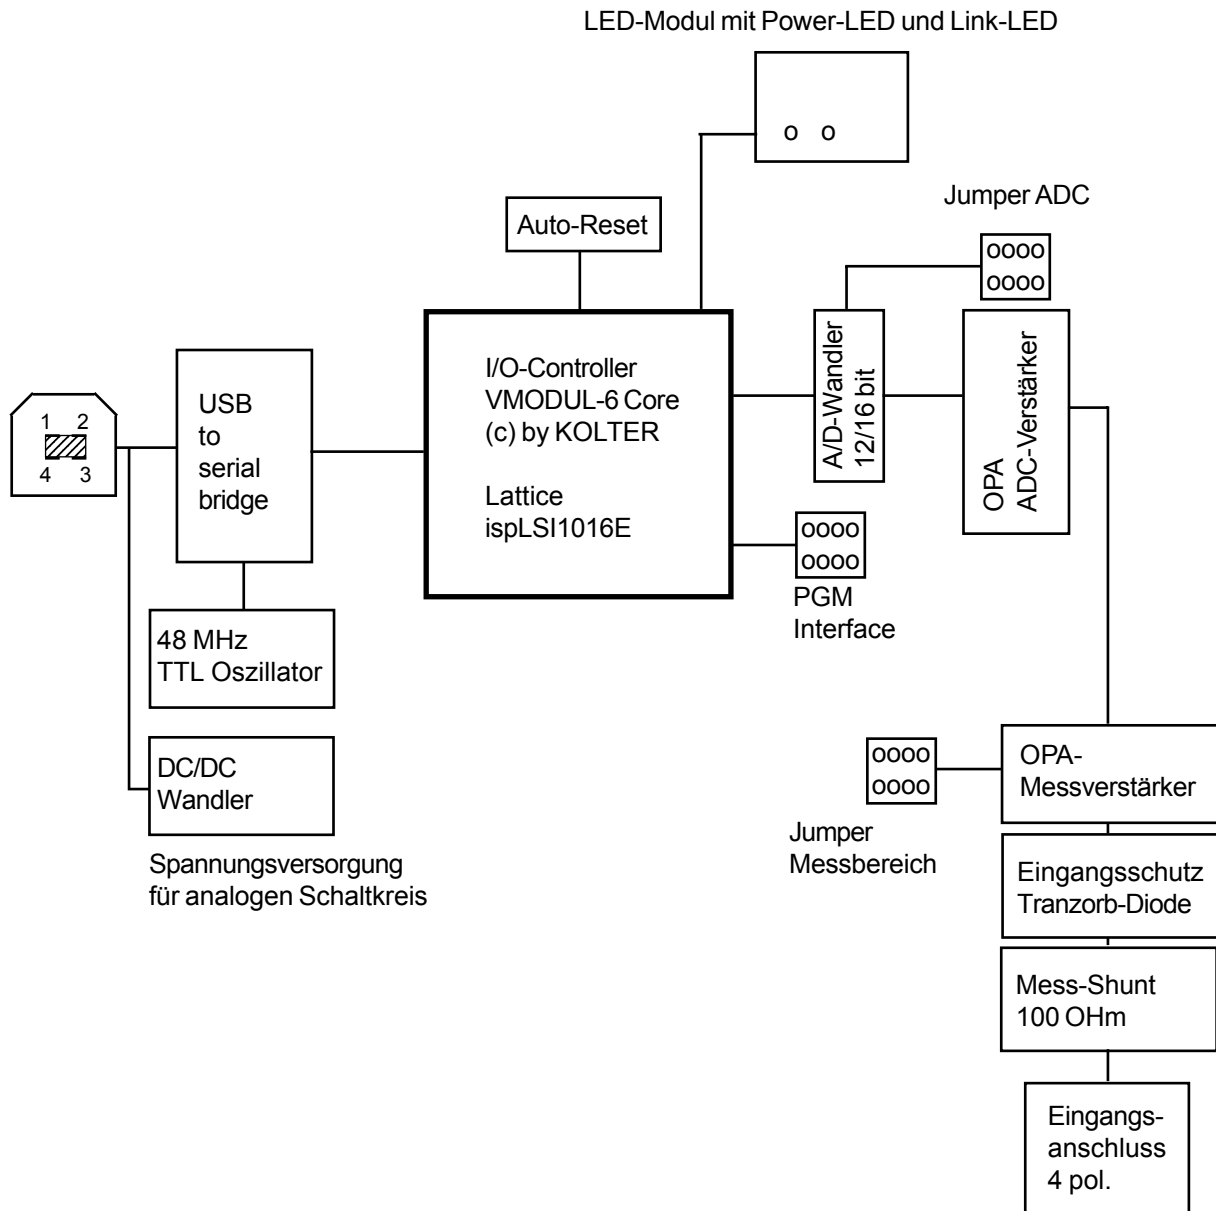 LED-Modul mit Power-LED und Link-LED
o o
Jumper ADC
oooo
oooo
Auto-Reset
I/O-Controller
VMODUL-6 Core
(c) by KOLTER
Lattice
ispLSI1016E
A/D-Wandler
12/16 bit
OPA
ADC-Verstärker
USB
to
serial
bridge
1 2
4 3
oooo
oooo
PGM
Interface
48 MHz
TTL Oszillator
DC/DC
Wandler
Spannungsversorgung
für analogen Schaltkreis
oooo
oooo
Jumper
Messbereich
OPA-
Messverstärker
Eingangsschutz
Tranzorb-Diode
Mess-Shunt
100 OHm
Eingangs-
anschluss
4 pol.